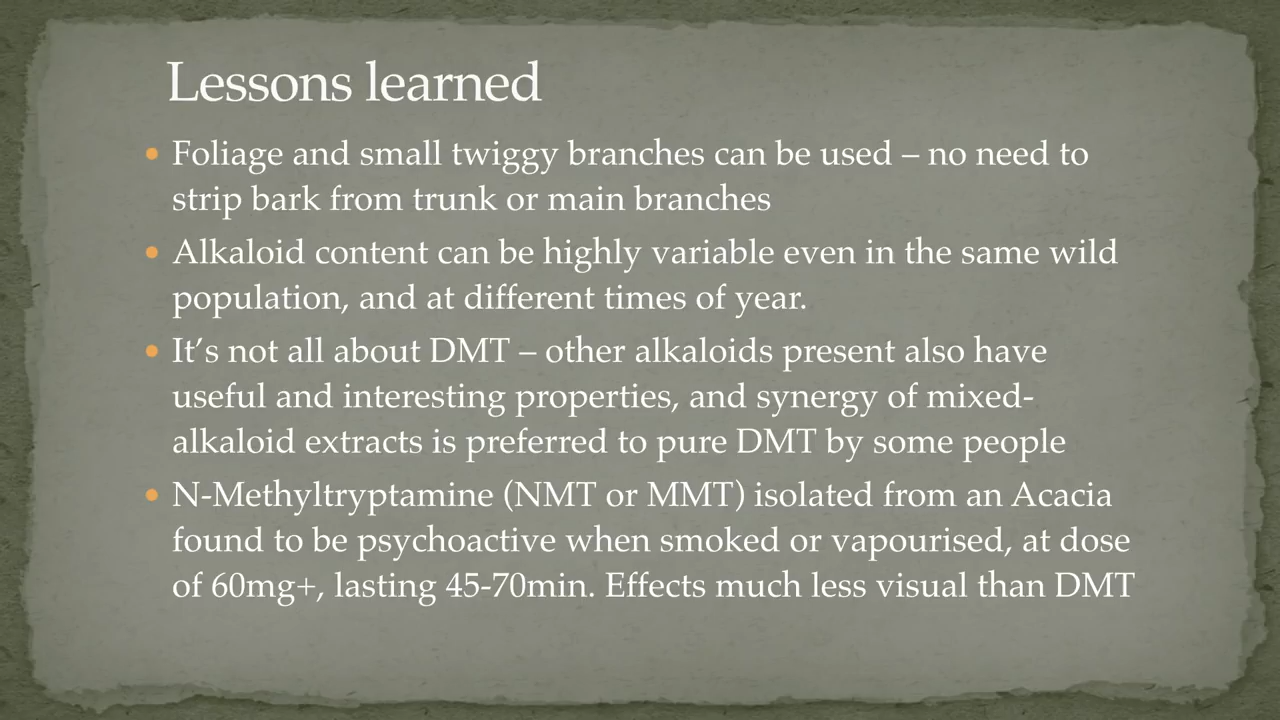 Lessons learned
Foliage and small twiggy branches can be used – no need to
strip bark from trunk or main branches
Alkaloid content can be highly variable even in the same wild
population, and at different times of year.
It’s not all about DMT – other alkaloids present also have
useful and interesting properties, and synergy of mixed-
alkaloid extracts is preferred to pure DMT by some people
N-Methyltryptamine (NMT or MMT) isolated from an Acacia
found to be psychoactive when smoked or vapourised, at dose
of 60mg+, lasting 45-70min. Effects much less visual than DMT